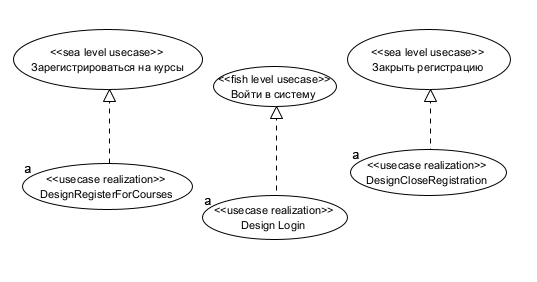 <<sea level usecase>>
Зарегистрироваться на курсы
<<fish level usecase>>
Войти в систему
<<sea level usecase>>
Закрыть регистрацию
a
<<usecase realization>>
DesignRegisterForCourses
a
<<usecase realization>>
Design Login
a
<<usecase realization>>
DesignCloseRegistration